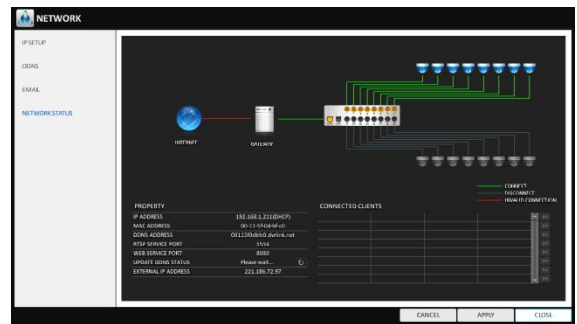 NETWORK
IP SETUP
DDNS
EMAIL
NETWORK STATUS
INTERNET
GATEWAY
CONNECT
DISCONNECT
INVALID CONNECTION
PROPERTY
CONNECTED CLIENTS
IP ADDRESS 192.168.1.211(DHCP)
MAC ADDRESS
DDNS ADDRESS
RTSP SERVICE PORT 5554
WEB SERVICE PORT 8080
UPDATE DDNS STATUS Please wait...
EXTERNAL IP ADDRESS 221.186.72.97
CANCEL
APPLY
CLOSE